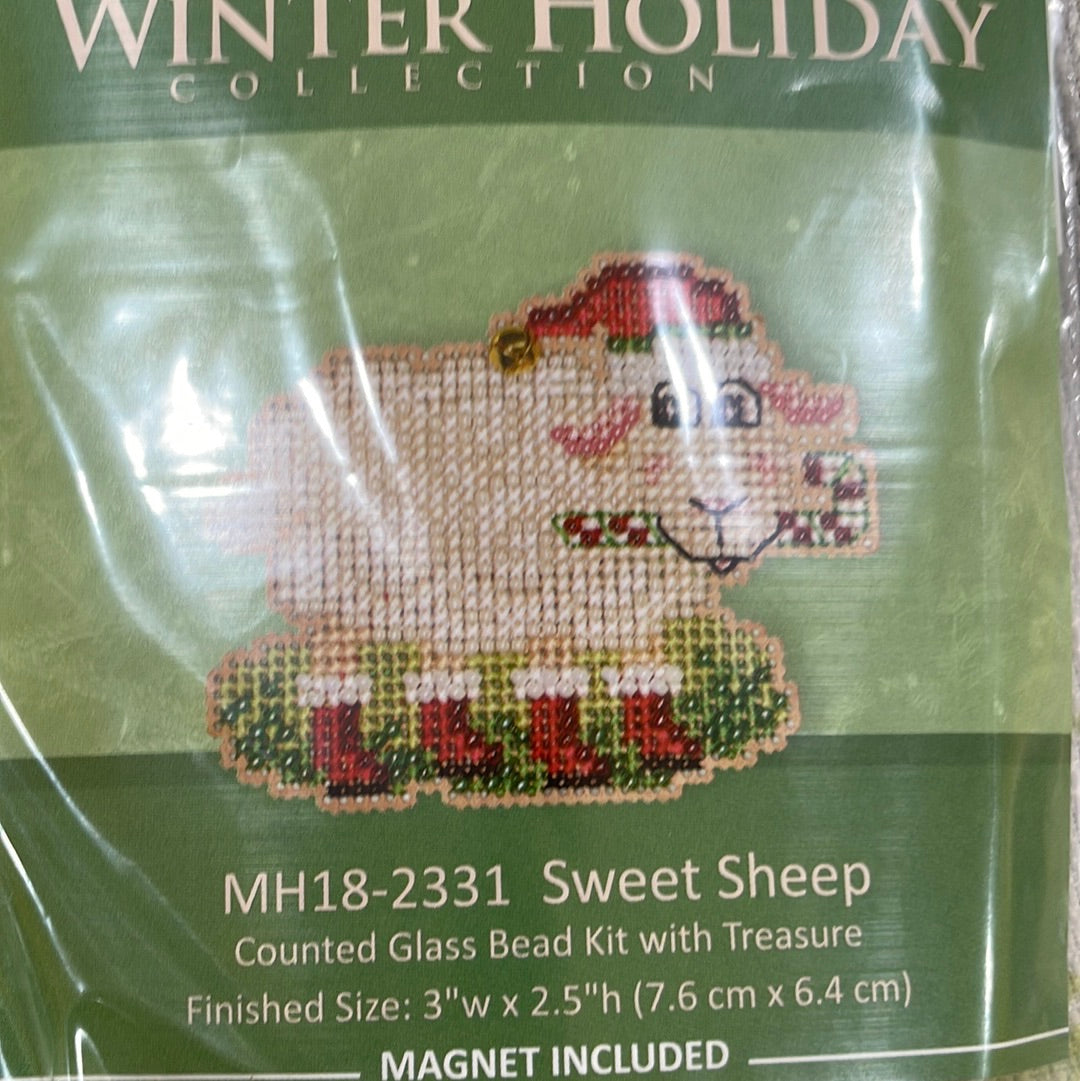 WINTER HOLIDAY
COLLECTION
MH18-2331 Sweet Sheep
Counted Glass Bead Kit with Treasure
Finished Size: 3"w x 2.5"h (7.6 cm x 6.4 cm)
MAGNET INCLUDED